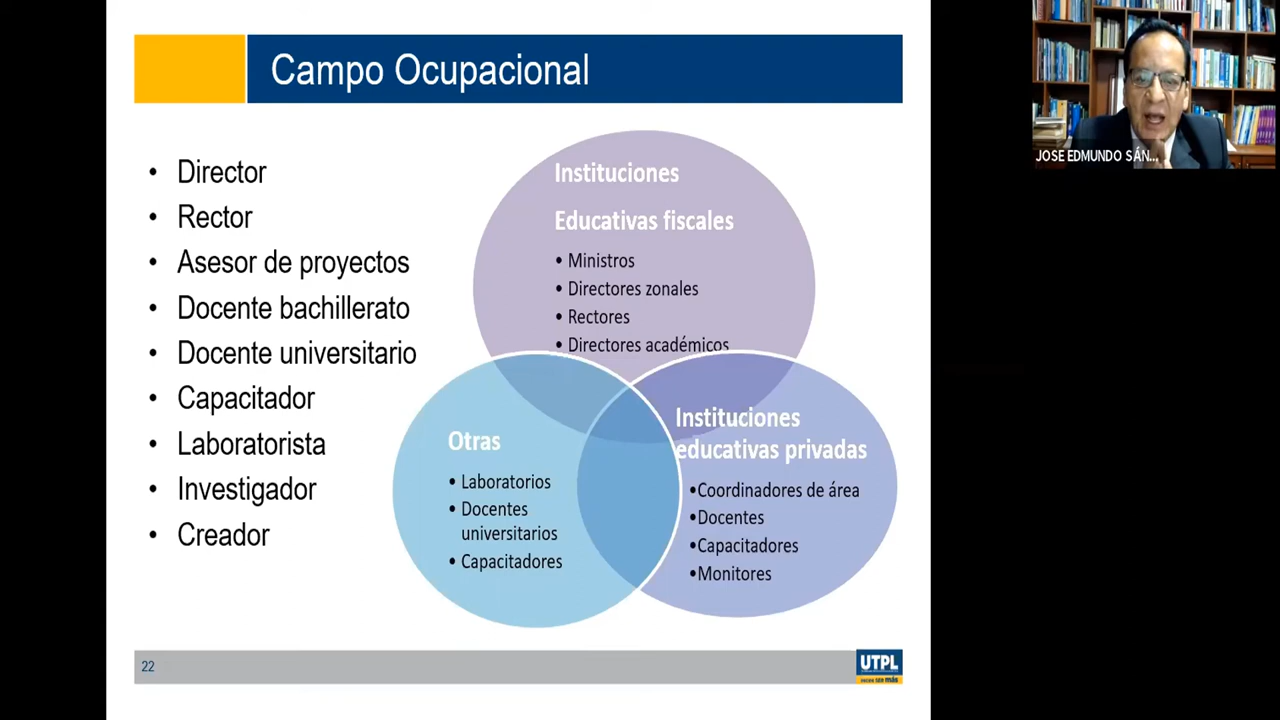 Campo Ocupacional
• Director
• Rector
• Asesor de proyectos
• Docente bachillerato
• Docente universitario
• Capacitador
• Laboratorista
• Investigador
• Creador
Instituciones
Educativas fiscales
• Ministros
• Directores zonales
• Rectores
• Directores académicos
Otras
• Laboratorios
• Docentes
universitarios
• Capacitadores
Instituciones
educativas privadas
•Coordinadores de área
•Docentes
•Capacitadores
•Monitores
22
UTPL
JOSE EDMUNDO SÁN...